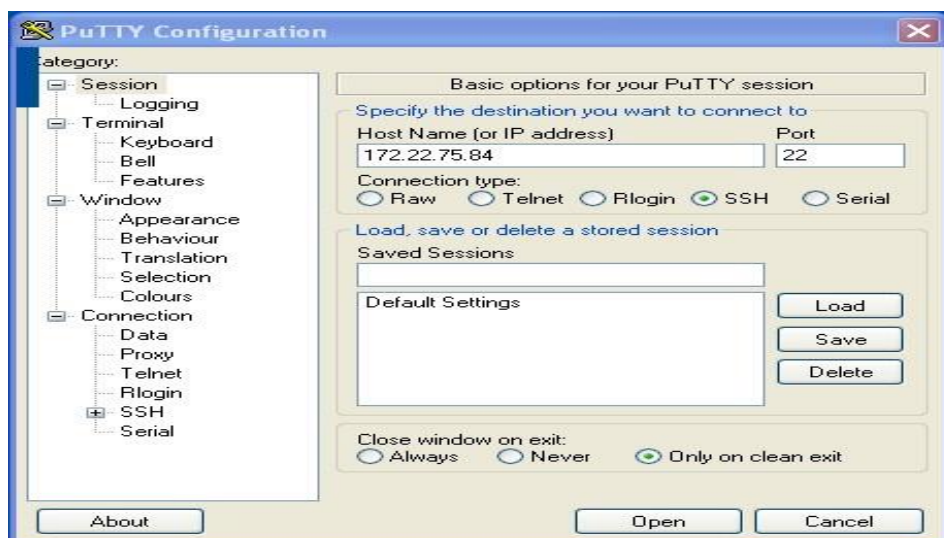 PuTTY Configuration
ategory:
Session
Logging
Terminal
Keyboard
Bell
Features
Window
Appearance
Behaviour
Translation
Selection
Colours
Connection
Data
Proxy
Telnet
Rlogin
SSH
Serial
Basic options for your PuTTY session
Specify the destination you want to connect to
Host Name (or IP address) Port
172.22.75.84 22
Connection type:
Raw Telnet Rlogin SSH Serial
Load, save or delete a stored session
Saved Sessions
Default Settings
Load
Save
Delete
Close window on exit:
Always Never Only on clean exit
About Open Cancel